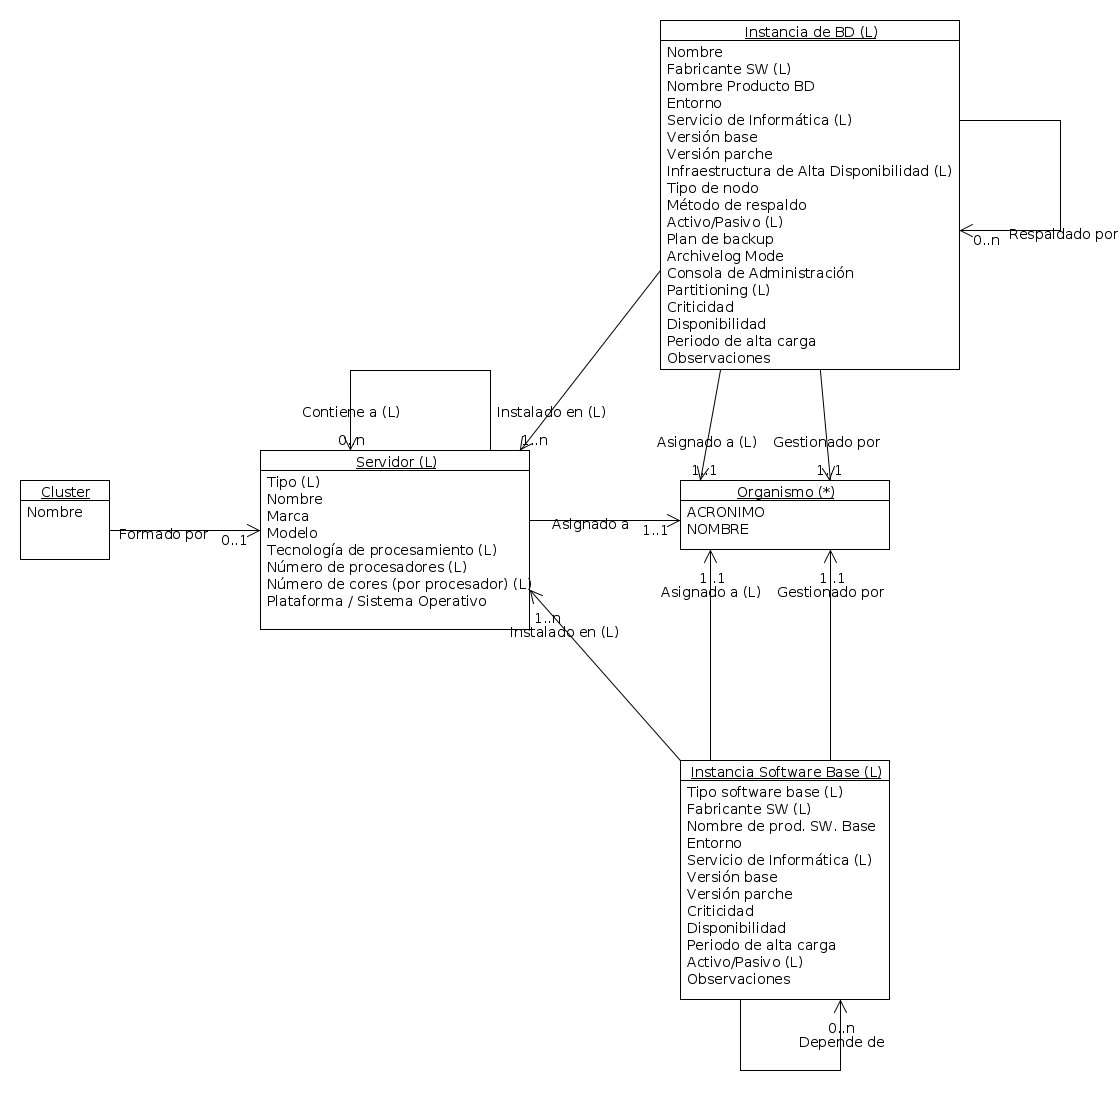 Instancia de BD (L)
Nombre
Fabricante SW (L)
Nombre Producto BD
Entorno
Servicio de Informática (L)
Versión base
Versión parche
Infraestructura de Alta Disponibilidad (L)
Tipo de nodo
Método de respaldo
Activo/Pasivo (L)
Plan de backup
Archivelog Mode
Consola de Administración
Partitioning (L)
Criticidad
Disponibilidad
Periodo de alta carga
Observaciones
0..n
Respaldado por
Contiene a (L)
0..n
Instalado en (L)
1..n
Asignado a (L)
1..1
Gestionado por
1..1
Cluster
Nombre
Formado por
0..1
Servidor (L)
Tipo (L)
Nombre
Marca
Modelo
Tecnología de procesamiento (L)
Número de procesadores (L)
Número de cores (por procesador) (L)
Plataforma / Sistema Operativo
Asignado a
1..1
Organismo (*)
ACRONIMO
NOMBRE
1..n
Instalado en (L)
1..1
Asignado a (L)
1..1
Gestionado por
Instancia Software Base (L)
Tipo software base (L)
Fabricante SW (L)
Nombre de prod. SW. Base
Entorno
Servicio de Informática (L)
Versión base
Versión parche
Criticidad
Disponibilidad
Periodo de alta carga
Activo/Pasivo (L)
Observaciones
0..n
Depende de